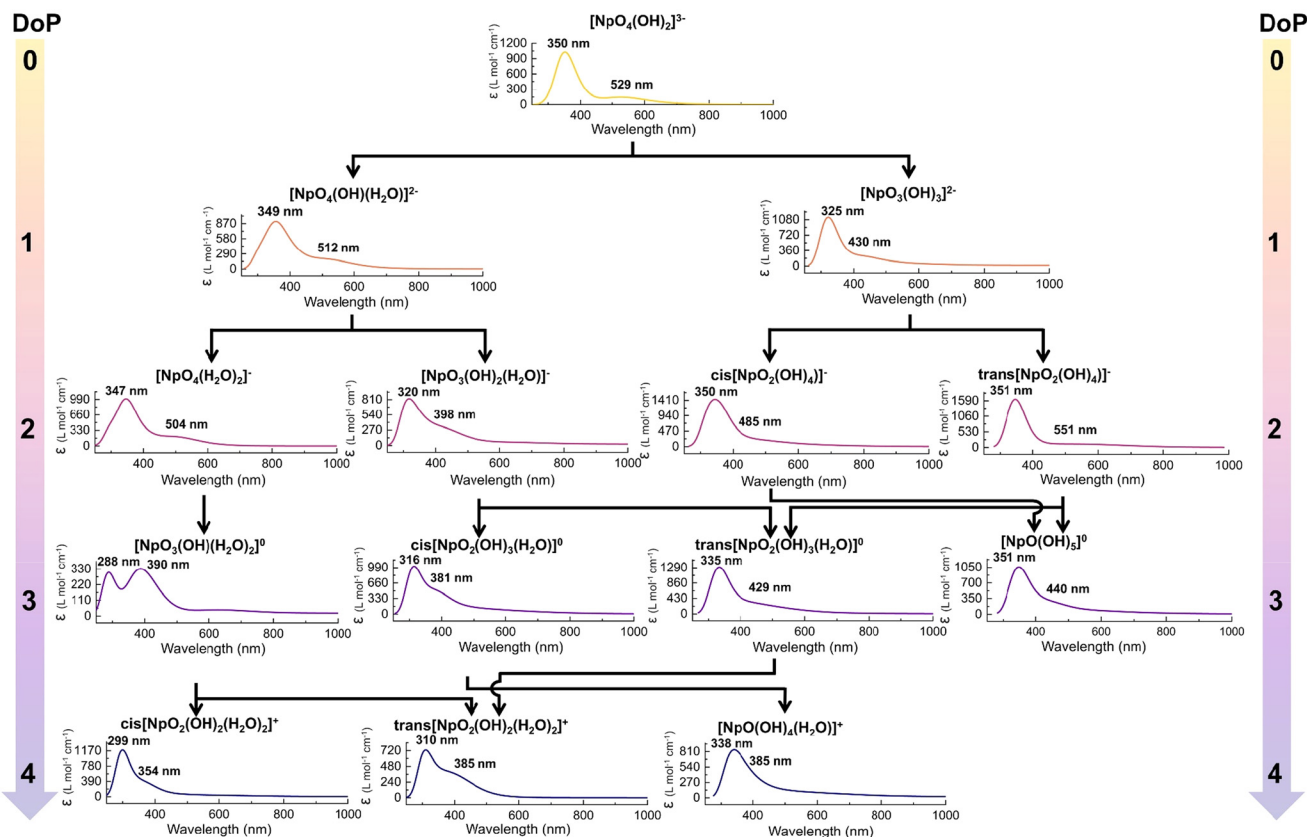 DoP
DoP
[NpO₄(OH)₂]³⁻
0
0
350 nm
529 nm
ε (L mol⁻¹ cm⁻¹)
1200
900
600
300
0
400 600 800 1000
Wavelength (nm)
1
1
[NpO₄(OH)(H₂O)]²⁻
349 nm
512 nm
ε (L mol⁻¹ cm⁻¹)
870
580
290
0
400 600 800 1000
Wavelength (nm)
[NpO₃(OH)₃]²⁻
325 nm
430 nm
ε (L mol⁻¹ cm⁻¹)
1080
720
360
0
400 600 800 1000
Wavelength (nm)
2
2
[NpO₄(H₂O)₂]⁻
347 nm
504 nm
ε (L mol⁻¹ cm⁻¹)
990
660
330
0
400 600 800 1000
Wavelength (nm)
[NpO₃(OH)₂(H₂O)]⁻
320 nm
398 nm
ε (L mol⁻¹ cm⁻¹)
810
540
270
0
400 600 800 1000
Wavelength (nm)
cis[NpO₂(OH)₄)]⁻
350 nm
485 nm
ε (L mol⁻¹ cm⁻¹)
1410
940
470
0
400 600 800 1000
Wavelength (nm)
trans[NpO₂(OH)₄)]⁻
351 nm
551 nm
ε (L mol⁻¹ cm⁻¹)
1590
1060
530
0
400 600 800 1000
Wavelength (nm)
3
3
[NpO₃(OH)(H₂O)₂]⁰
288 nm
390 nm
ε (L mol⁻¹ cm⁻¹)
330
220
110
0
400 600 800 1000
Wavelength (nm)
cis[NpO₂(OH)₃(H₂O)]⁰
316 nm
381 nm
ε (L mol⁻¹ cm⁻¹)
990
660
330
0
400 600 800 1000
Wavelength (nm)
trans[NpO₂(OH)₃(H₂O)]⁰
335 nm
429 nm
ε (L mol⁻¹ cm⁻¹)
1290
860
430
0
400 600 800 1000
Wavelength (nm)
[NpO(OH)₅]⁰
351 nm
440 nm
ε (L mol⁻¹ cm⁻¹)
1050
700
350
0
400 600 800 1000
Wavelength (nm)
4
4
cis[NpO₂(OH)₂(H₂O)₂]⁺
299 nm
354 nm
ε (L mol⁻¹ cm⁻¹)
1170
780
390
0
400 600 800 1000
Wavelength (nm)
trans[NpO₂(OH)₂(H₂O)₂]⁺
310 nm
385 nm
ε (L mol⁻¹ cm⁻¹)
720
480
240
0
400 600 800 1000
Wavelength (nm)
[NpO(OH)₄(H₂O)]⁺
338 nm
385 nm
ε (L mol⁻¹ cm⁻¹)
810
540
270
0
400 600 800 1000
Wavelength (nm)